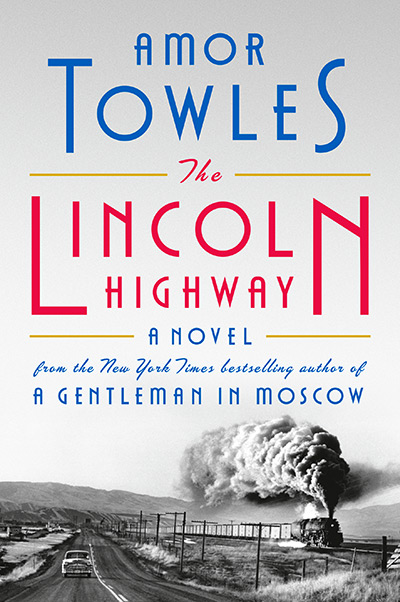 AMOR
TOWLES
The
LINCOLN
HIGHWAY
A NOVEL
from the New York Times bestselling author of
A GENTLEMAN IN MOSCOW